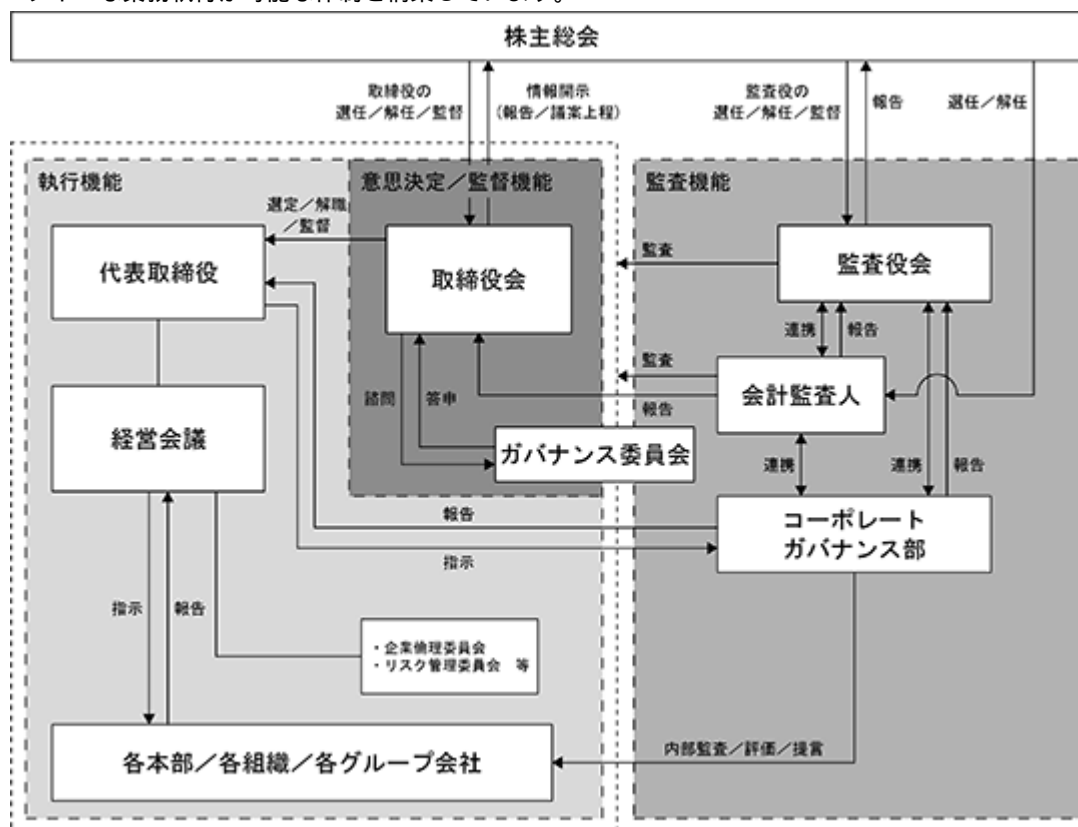 株主総会
取締役の
選任／解任／監督
情報開示
(報告／議案上程)
監査役の
選任／解任／監督
報告
選任／解任
執行機能
意思決定／監督機能
監査機能
選定／解職
／監督
代表取締役
取締役会
監査
監査役会
連携
報告
監査
会計監査人
報告
諮問
答申
経営会議
ガバナンス委員会
連携
連携
報告
報告
コーポレート
ガバナンス部
指示
指示
報告
・企業倫理委員会
・リスク管理委員会　等
内部監査／評価／提言
各本部／各組織／各グループ会社